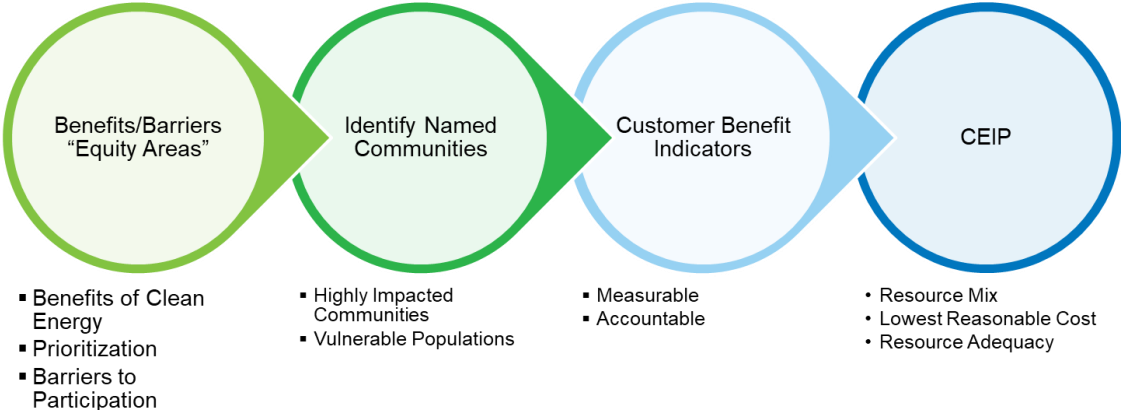 Benefits/Barriers
“Equity Areas”
Identify Named
Communities
Customer Benefit
Indicators
CEIP
▪ Benefits of Clean
Energy
▪ Prioritization
▪ Barriers to
Participation
▪ Highly Impacted
Communities
▪ Vulnerable Populations
▪ Measurable
▪ Accountable
• Resource Mix
• Lowest Reasonable Cost
• Resource Adequacy